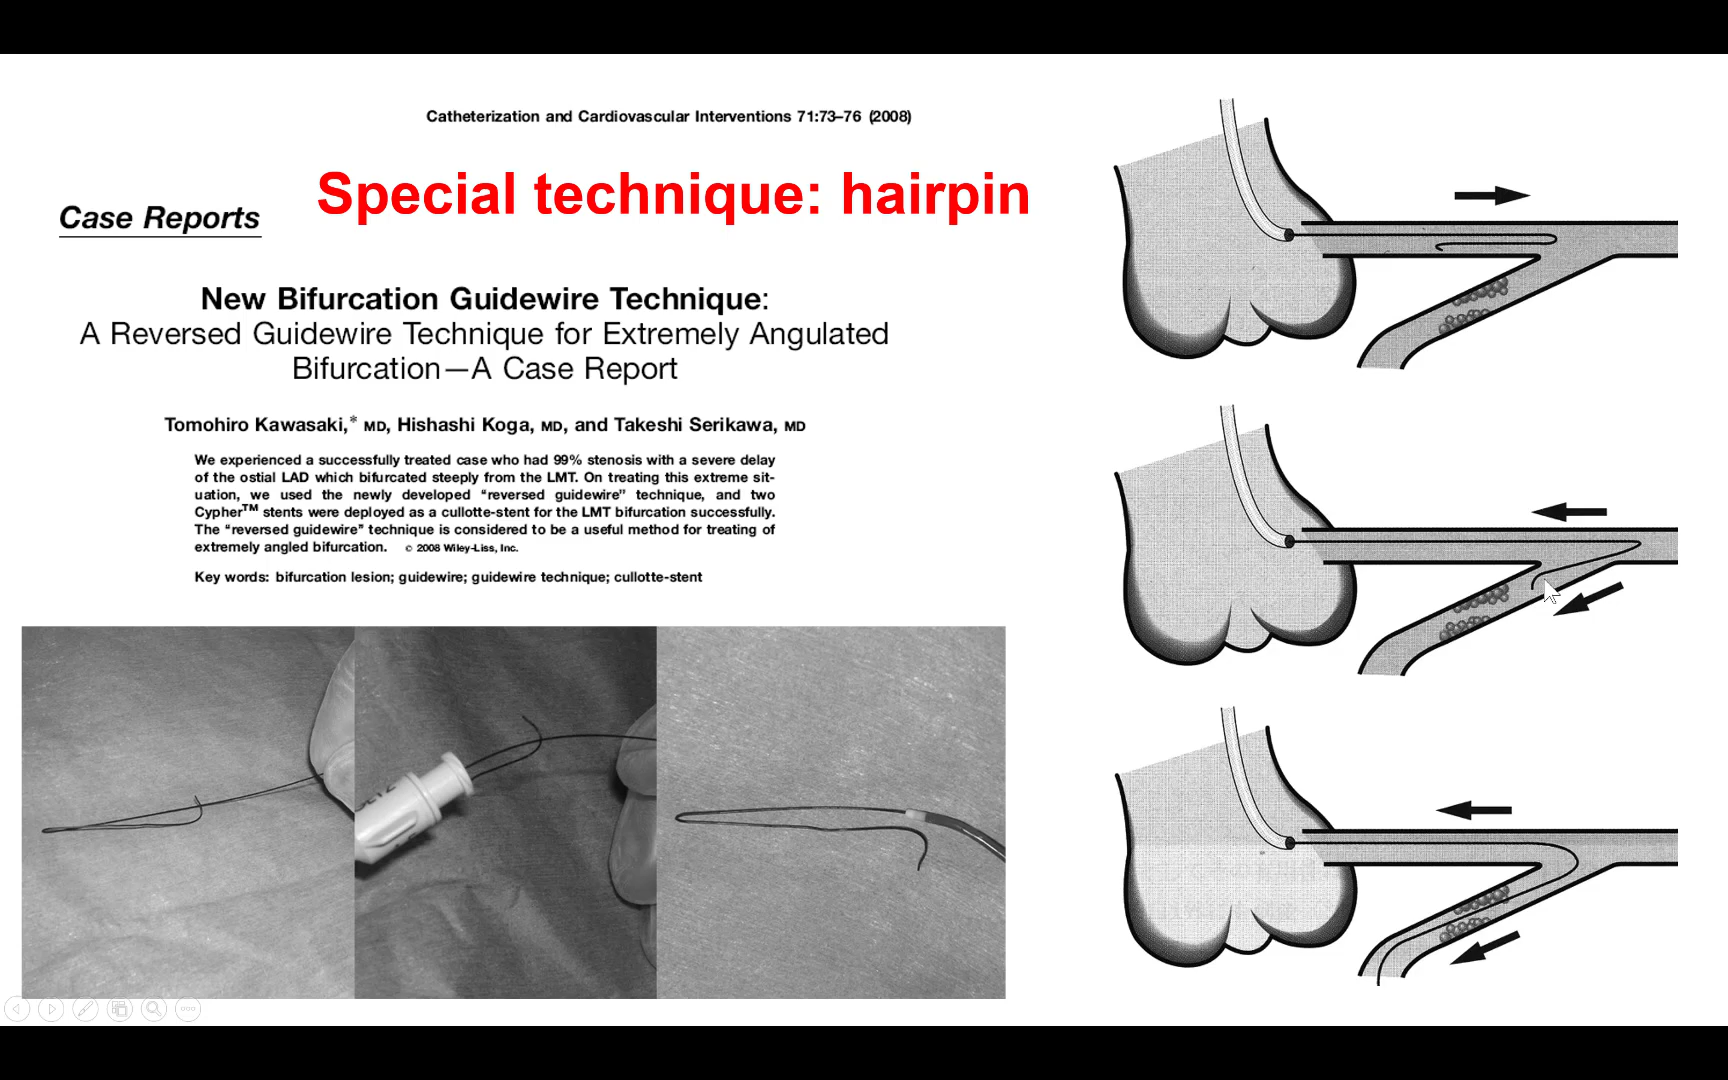 Catheterization and Cardiovascular Interventions 71:73–76 (2008)
Special technique: hairpin
Case Reports
New Bifurcation Guidewire Technique:
A Reversed Guidewire Technique for Extremely Angulated
Bifurcation—A Case Report
Tomohiro Kawasaki,* MD, Hishashi Koga, MD, and Takeshi Serikawa, MD
We experienced a successfully treated case who had 99% stenosis with a severe delay
of the ostial LAD which bifurcated steeply from the LMT. On treating this extreme sit-
uation, we used the newly developed “reversed guidewire” technique, and two
Cypher™ stents were deployed as a cullotte-stent for the LMT bifurcation successfully.
The “reversed guidewire” technique is considered to be a useful method for treating of
extremely angled bifurcation. © 2008 Wiley-Liss, Inc.
Key words: bifurcation lesion; guidewire; guidewire technique; cullotte-stent